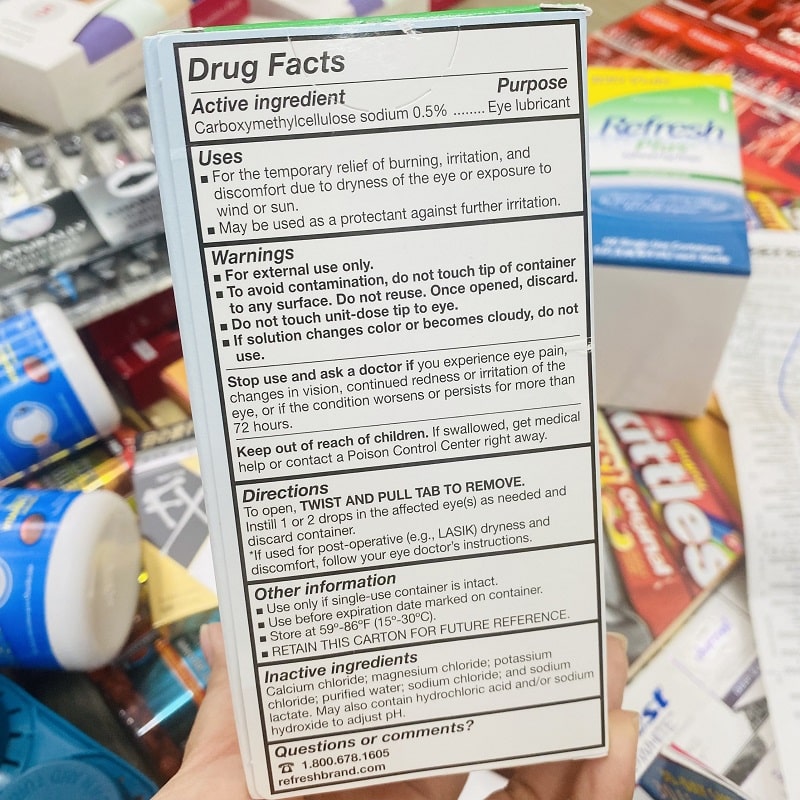 Drug Facts
Active ingredient
Purpose
Carboxymethylcellulose sodium 0.5% ........ Eye lubricant
Uses
■ For the temporary relief of burning, irritation, and
discomfort due to dryness of the eye or exposure to
wind or sun.
■ May be used as a protectant against further irritation.
Warnings
■ For external use only.
■ To avoid contamination, do not touch tip of container
to any surface. Do not reuse. Once opened, discard.
■ Do not touch unit-dose tip to eye.
■ If solution changes color or becomes cloudy, do not
use.
Stop use and ask a doctor if you experience eye pain,
changes in vision, continued redness or irritation of the
eye, or if the condition worsens or persists for more than
72 hours.
Keep out of reach of children. If swallowed, get medical
help or contact a Poison Control Center right away.
Directions
To open, TWIST AND PULL TAB TO REMOVE.
Instill 1 or 2 drops in the affected eye(s) as needed and
discard container.
*If used for post-operative (e.g., LASIK) dryness and
discomfort, follow your eye doctor's instructions.
Other information
■ Use only if single-use container is intact.
■ Use before expiration date marked on container.
■ Store at 59º-86ºF (15º-30ºC).
■ RETAIN THIS CARTON FOR FUTURE REFERENCE.
Inactive ingredients
Calcium chloride; magnesium chloride; potassium
chloride; purified water; sodium chloride; and sodium
lactate. May also contain hydrochloric acid and/or sodium
hydroxide to adjust pH.
Questions or comments?
☎ 1.800.678.1605
refreshbrand.com
Refresh
Plus
kittles
Original